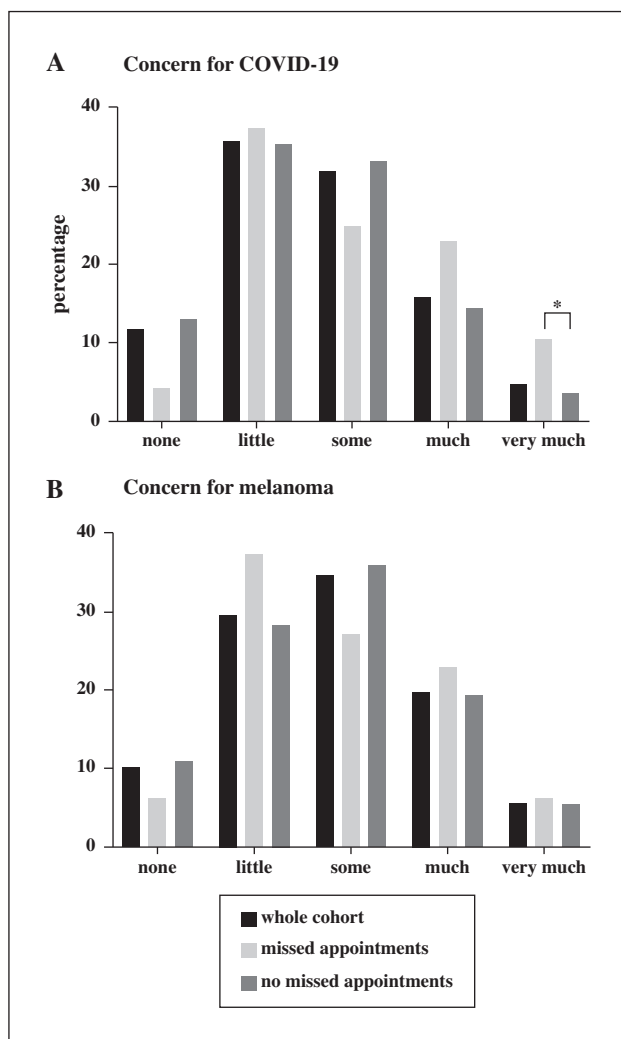 A Concern for COVID-19
40
30
20
10
0
percentage
*
none little some much very much
B Concern for melanoma
40
30
20
10
0
none little some much very much
whole cohort
missed appointments
no missed appointments